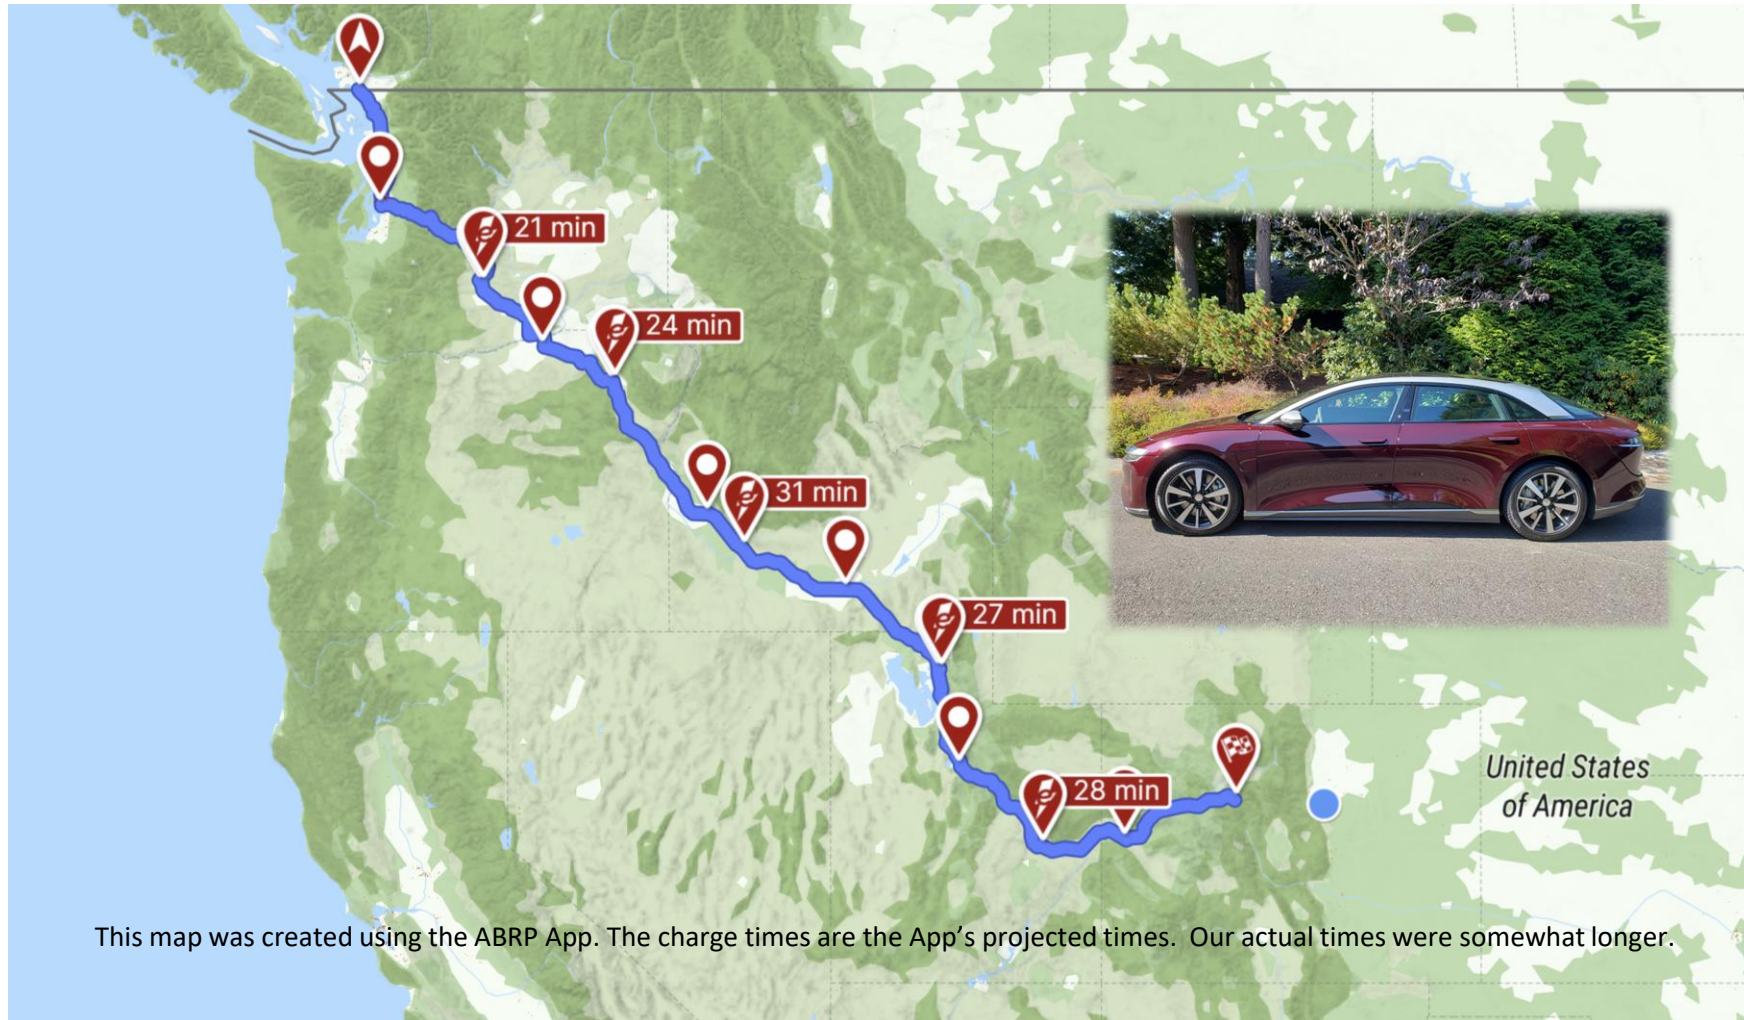 21 min
24 min
31 min
27 min
28 min
United States
of America
This map was created using the ABRP App. The charge times are the App’s projected times.  Our actual times were somewhat longer.